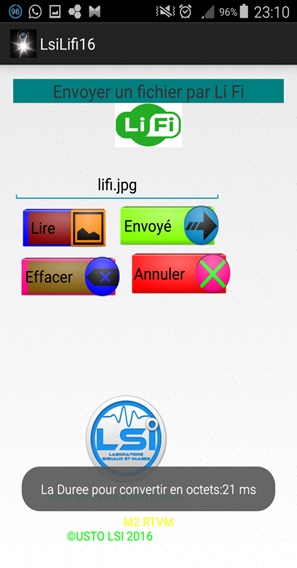 96 96% 23:10
LsiLifi16
Envoyer un fichier par Li Fi
Li Fi
lifi.jpg
Lire Envoyé
Effacer Annuler
LSi
LABORATOIRE
SIGNAUX ET IMAGES
La Duree pour convertir en octets:21 ms
M2 RTVM
©USTO LSI 2016